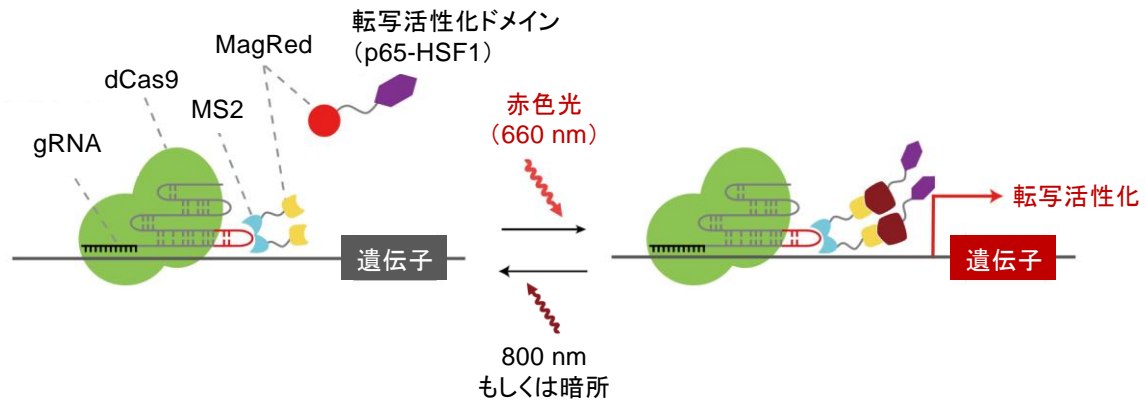 転写活性化ドメイン
（p65-HSF1）
MagRed
dCas9
MS2
gRNA
遺伝子
赤色光
（660 nm）
800 nm
もしくは暗所
転写活性化
遺伝子